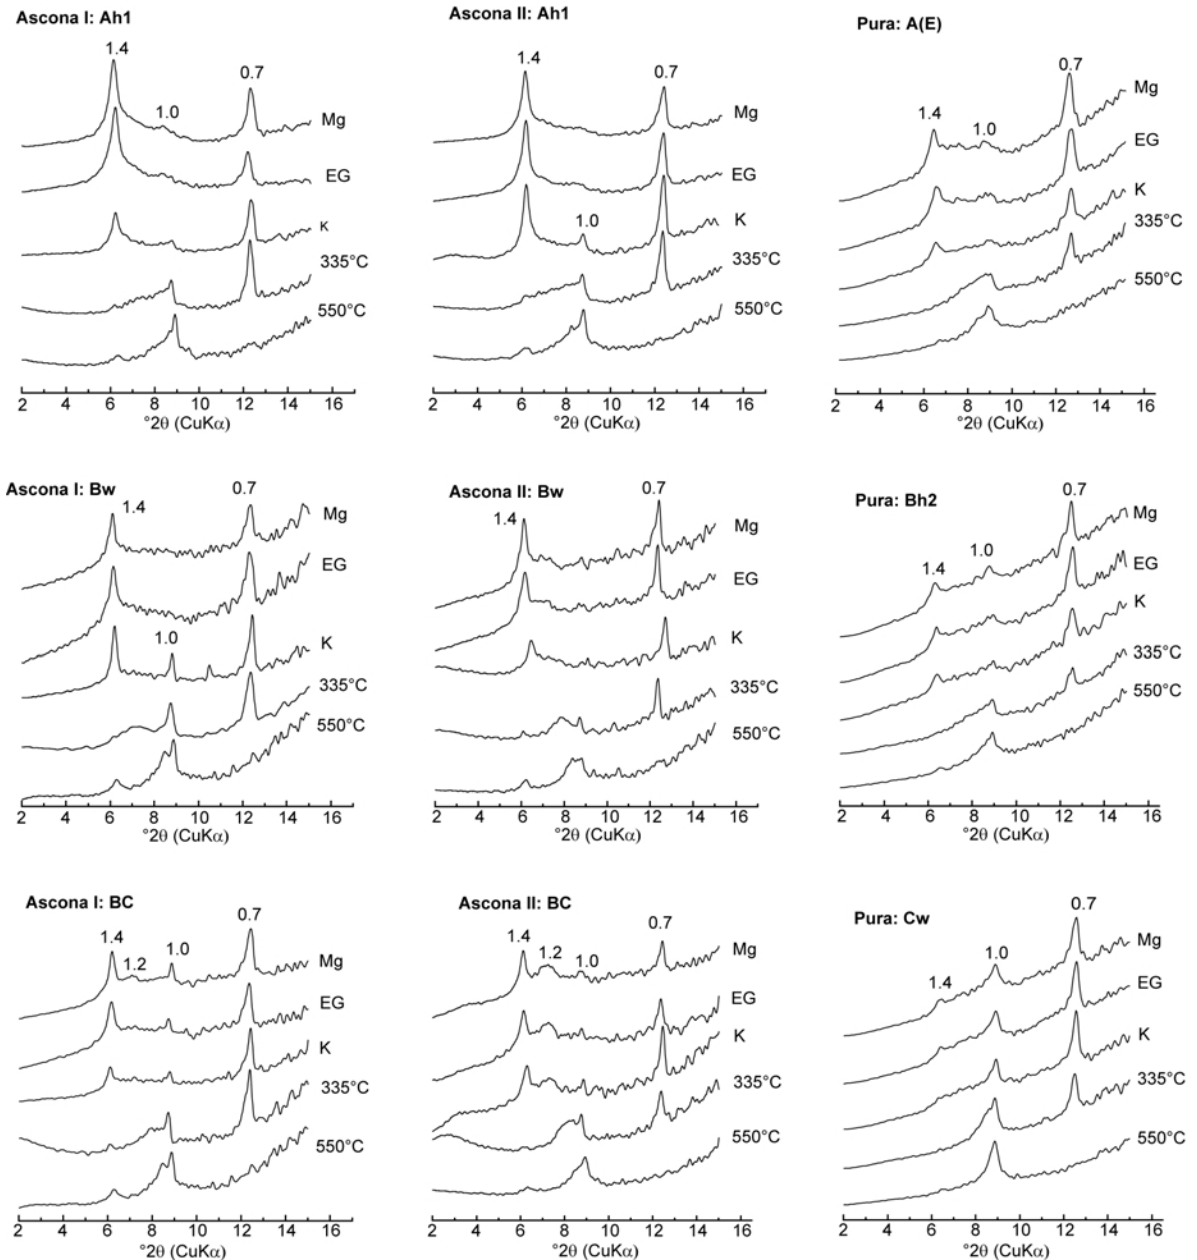 Ascona I: Ah1
1.4
1.0
0.7
Mg
EG
K
335°C
550°C
2 4 6 8 10 12 14 16
°2θ (CuKα)
Ascona II: Ah1
1.4
0.7
Mg
EG
K
1.0
335°C
550°C
2 4 6 8 10 12 14 16
°2θ (CuKα)
Pura: A(E)
0.7
1.4
1.0
Mg
EG
K
335°C
550°C
2 4 6 8 10 12 14 16
°2θ (CuKα)
Ascona I: Bw
1.4
0.7
Mg
EG
1.0
K
335°C
550°C
2 4 6 8 10 12 14 16
°2θ (CuKα)
Ascona II: Bw
1.4
0.7
Mg
EG
K
335°C
550°C
2 4 6 8 10 12 14 16
°2θ (CuKα)
Pura: Bh2
0.7
1.4
1.0
Mg
EG
K
335°C
550°C
2 4 6 8 10 12 14 16
°2θ (CuKα)
Ascona I: BC
1.4
1.2
1.0
0.7
Mg
EG
K
335°C
550°C
2 4 6 8 10 12 14 16
°2θ (CuKα)
Ascona II: BC
1.4
1.2
1.0
0.7
Mg
EG
K
335°C
550°C
2 4 6 8 10 12 14 16
°2θ (CuKα)
Pura: Cw
0.7
1.4
1.0
Mg
EG
K
335°C
550°C
2 4 6 8 10 12 14 16
°2θ (CuKα)